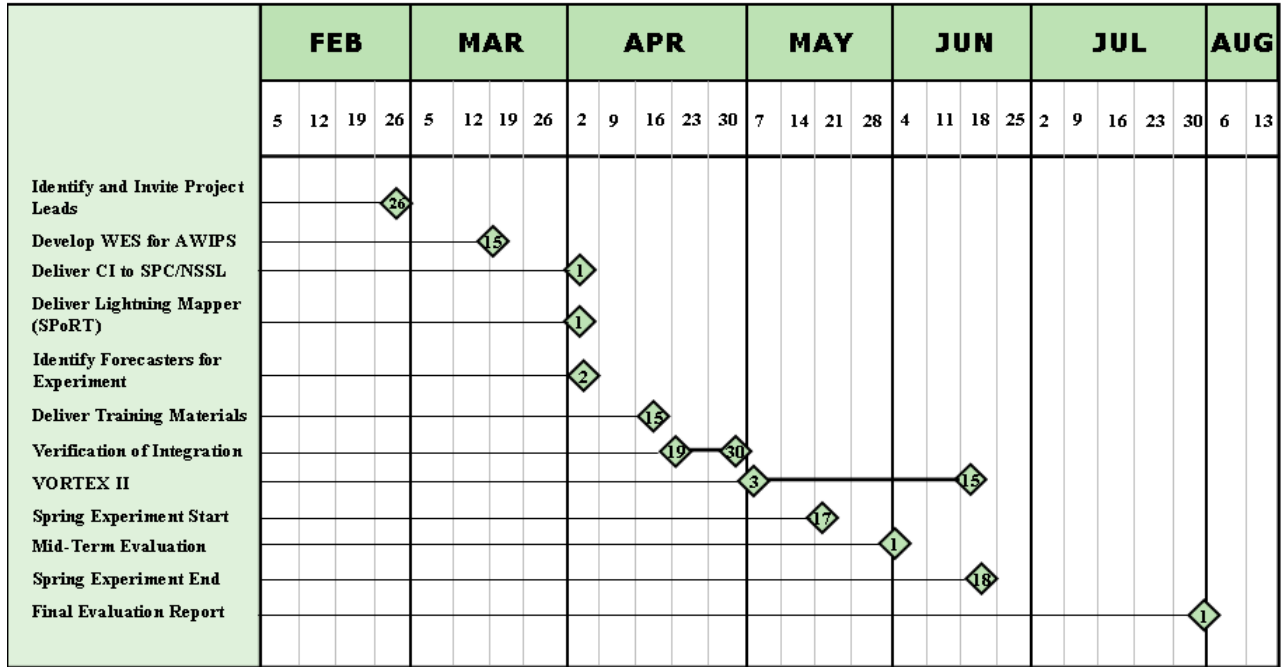 FEB MAR APR MAY JUN JUL AUG
5 12 19 26 5 12 19 26 2 9 16 23 30 7 14 21 28 4 11 18 25 2 9 16 23 30 6 13
Identify and Invite Project
Leads
26
Develop WES for AWIPS 15
Deliver CI to SPC/NSSL 1
Deliver Lightning Mapper
(SPoRT)
1
Identify Forecasters for
Experiment
2
Deliver Training Materials 15
Verification of Integration 19 30
VORTEX II 3 15
Spring Experiment Start 17
Mid-Term Evaluation 1
Spring Experiment End 18
Final Evaluation Report 1